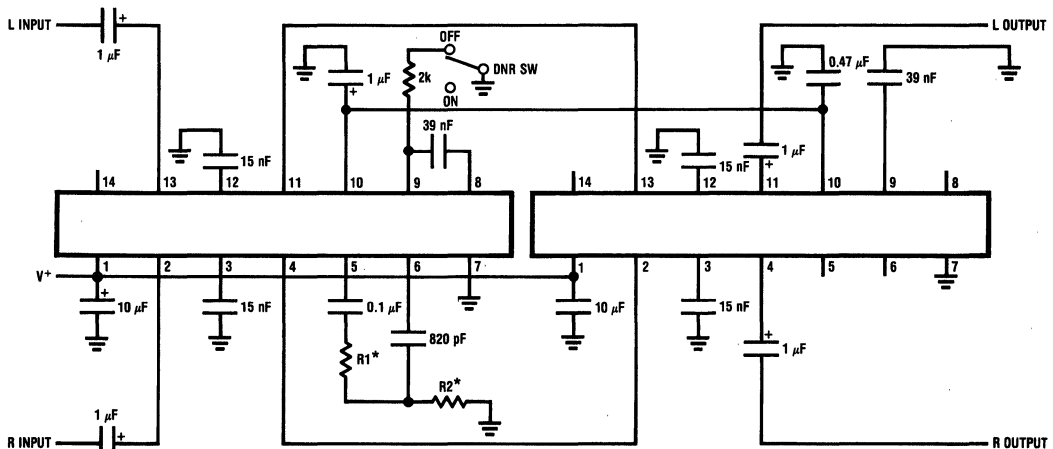 L INPUT
1 μF
+
OFF
DNR SW
ON
2k
1 μF
+
39 nF
15 nF
L OUTPUT
0.47 μF
39 nF
1 μF
+
15 nF
14 13 12 11 10 9 8
14 13 12 11 10 9 8
1 2 3 4 5 6 7
1 2 3 4 5 6 7
V+
+
10 μF
15 nF
0.1 μF
820 pF
R1*
R2*
10 μF
15 nF
+
1 μF
1 μF
+
R INPUT
R OUTPUT